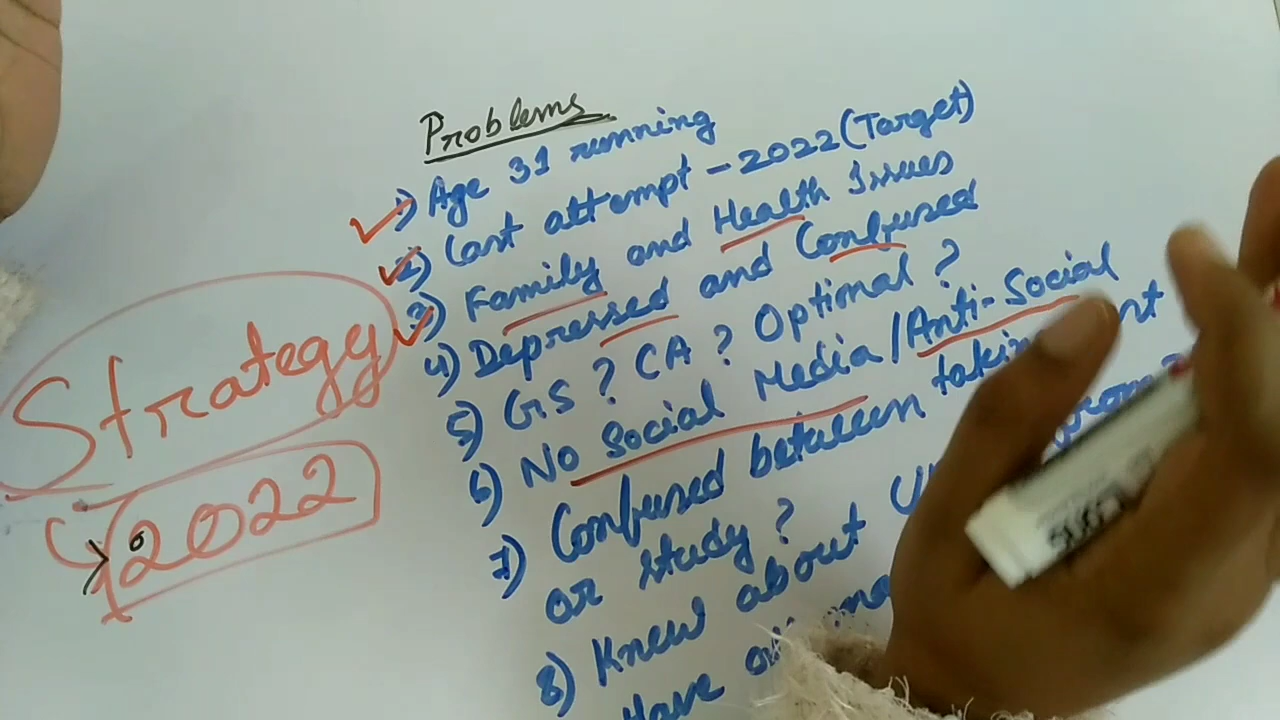 Problems
1) Age 31 running
2) Last attempt - 2022 (Target)
3) Family and Health Issues
4) Depressed and Confused
5) GS ? CA ? Optimal ?
6) No Social Media / Anti-Social
7) Confused between
or study ?
8) Knew about
Have
Strategy
2022